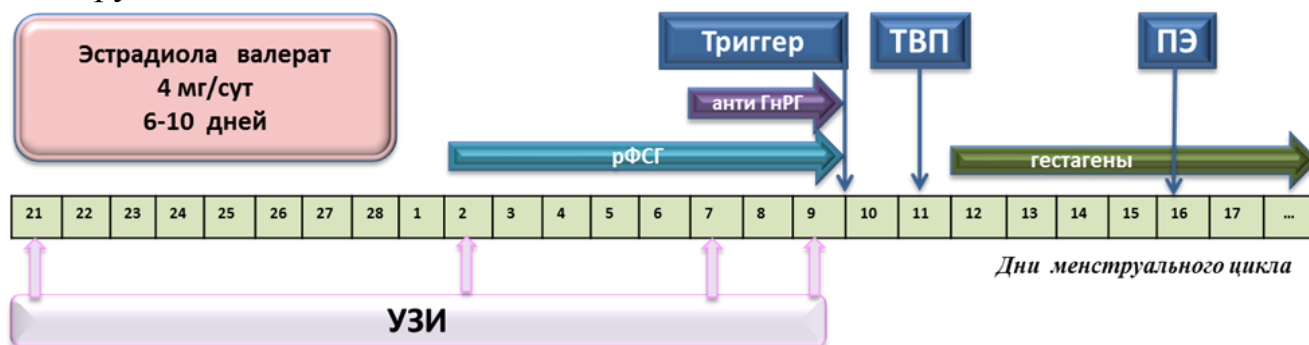 Эстрадиола валерат
4 мг/сут
6-10 дней
Триггер
ТВП
ПЭ
анти ГнРГ
рФСГ
гестагены
21 22 23 24 25 26 27 28 1 2 3 4 5 6 7 8 9 10 11 12 13 14 15 16 17 ...
Дни менструального цикла
УЗИ